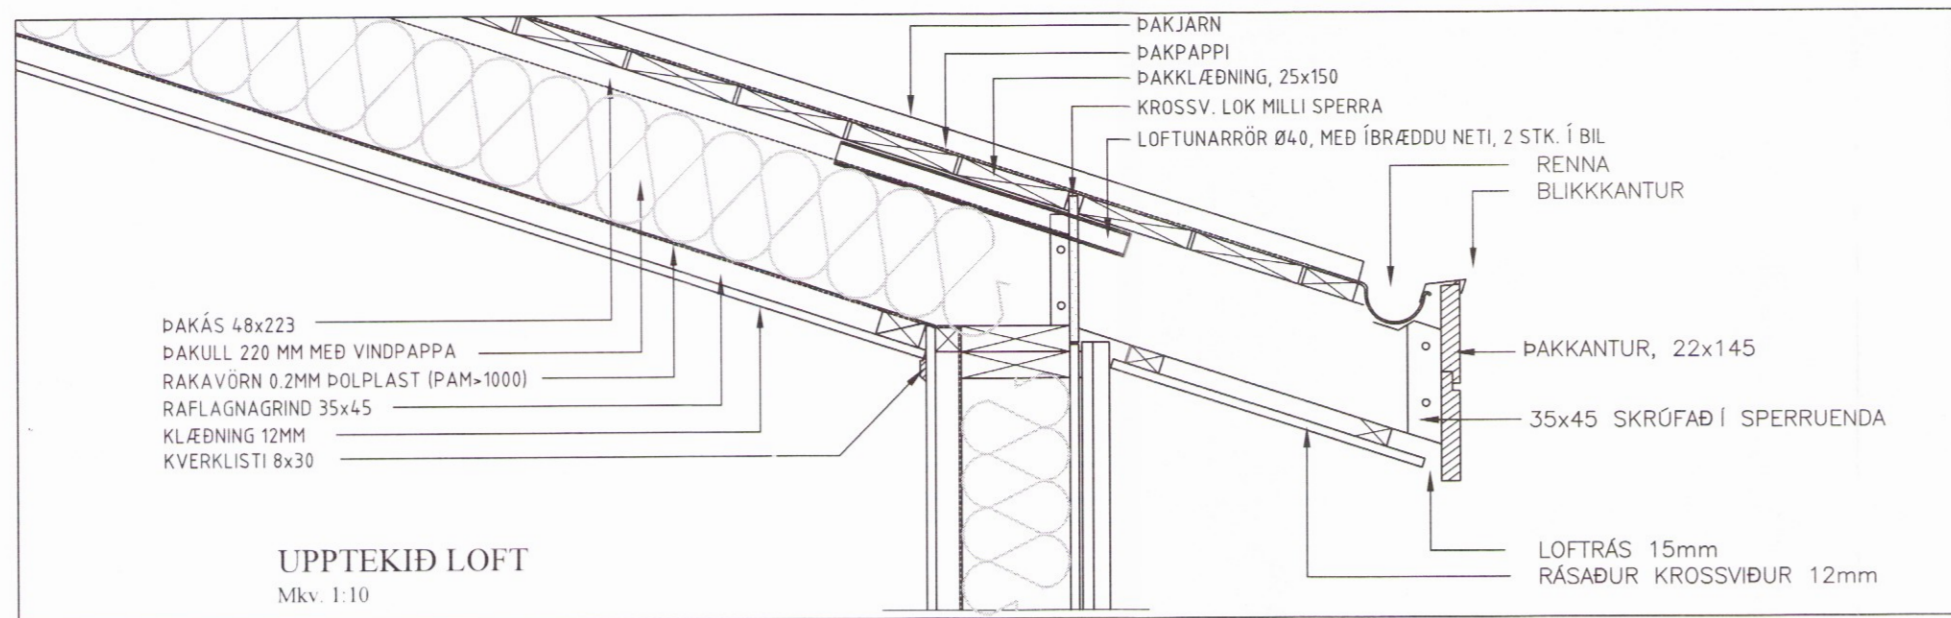 ÞAKJARN
ÞAKPAPPI
ÞAKKLÆÐNING, 25x150
KROSSV. LOK MILLI SPERRA
LOFTUNARRÖR Ø40, MEÐ ÍBRÆDDU NETI, 2 STK. Í BIL
RENNA
BLIKKKANTUR
ÞAKÁS 48x223
ÞAKULL 220 MM MEÐ VINDPAPPA
RAKAVÖRN 0.2MM ÞOLPLAST (PAM>1000)
RAFLAGNAGRIND 35x45
KLÆÐNING 12MM
KVERKLISTI 8x30
ÞAKKANTUR, 22x145
35x45 SKRÚFAÐ Í SPERRUENDA
LOFTRÁS 15mm
RÁSAÐUR KROSSVIÐUR 12mm
UPPTEKIÐ LOFT
Mkv. 1:10